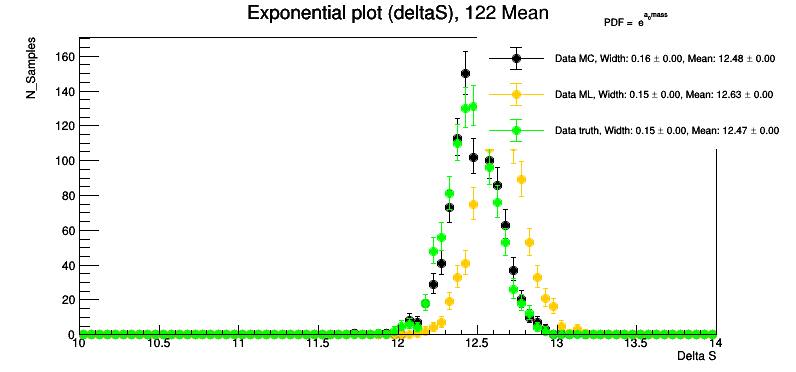 Exponential plot (deltaS), 122 Mean
PDF = e^{a_0mass}
N_Samples
Data MC, Width: 0.16 ± 0.00, Mean: 12.48 ± 0.00
Data ML, Width: 0.15 ± 0.00, Mean: 12.63 ± 0.00
Data truth, Width: 0.15 ± 0.00, Mean: 12.47 ± 0.00
160
140
120
100
80
60
40
20
0
10 10.5 11 11.5 12 12.5 13 13.5 14
Delta S